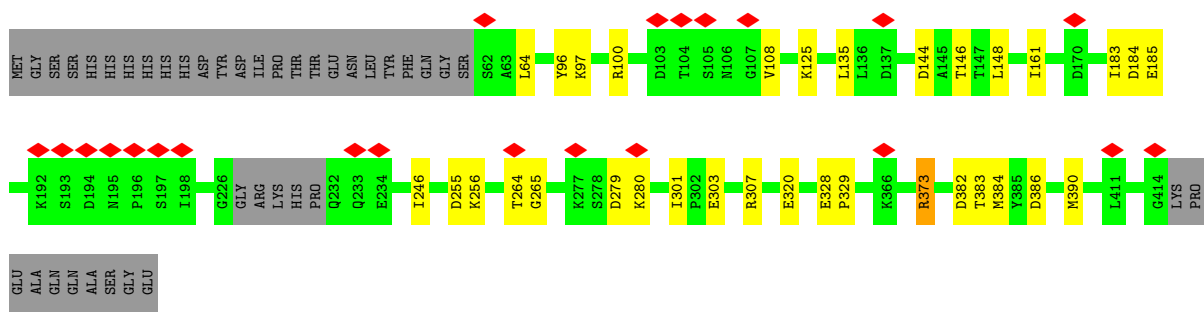 MET GLY SER SER HIS HIS HIS HIS HIS HIS ASP TYR ASP ILE PRO THR THR GLU ASN LEU TYR PHE GLN GLY SER S62 A63 L64 Y96 K97 R100 D103 T104 S105 N106 G107 V108 K125 L135 L136 D137 D144 A145 T146 T147 L148 I161 D170 I183 D184 E185
K192 S193 D194 N195 P196 S197 I198 G226 GLY ARG LYS HIS PRO Q232 Q233 E234 I246 D255 K256 T264 G265 K277 S278 D279 K280 I301 P302 E303 R307 E320 E328 P329 K366 R373 D382 T383 M384 Y385 D386 M390 L411 G414 LYS PRO
GLU ALA GLN GLN ALA SER GLY GLU